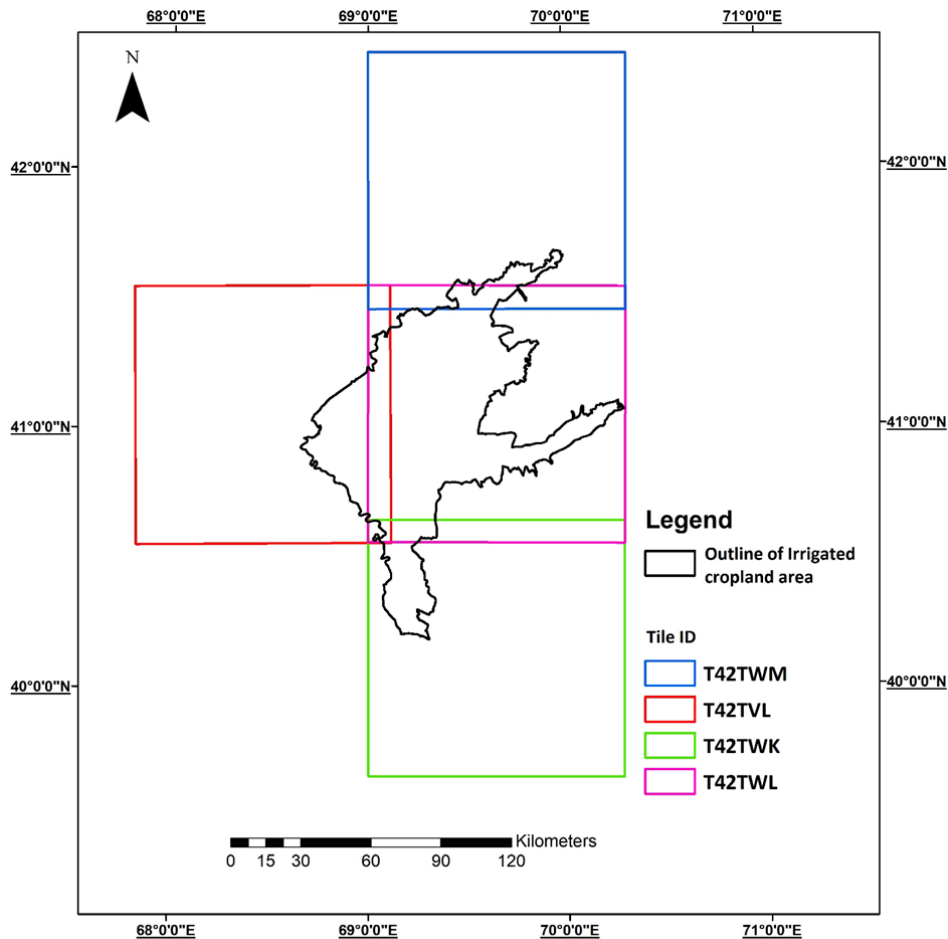 68°0'0"E 69°0'0"E 70°0'0"E 71°0'0"E
N
42°0'0"N 42°0'0"N
41°0'0"N 41°0'0"N
Legend
Outline of Irrigated
cropland area
Tile ID
T42TWM
40°0'0"N 40°0'0"N
T42TVL
T42TWK
T42TWL
Kilometers
0 15 30 60 90 120
68°0'0"E 69°0'0"E 70°0'0"E 71°0'0"E